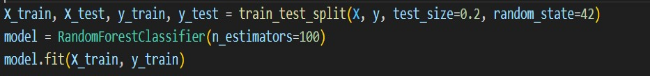 X_train, X_test, y_train, y_test = train_test_split(X, y, test_size=0.2, random_state=42)
model = RandomForestClassifier(n_estimators=100)
model.fit(X_train, y_train)